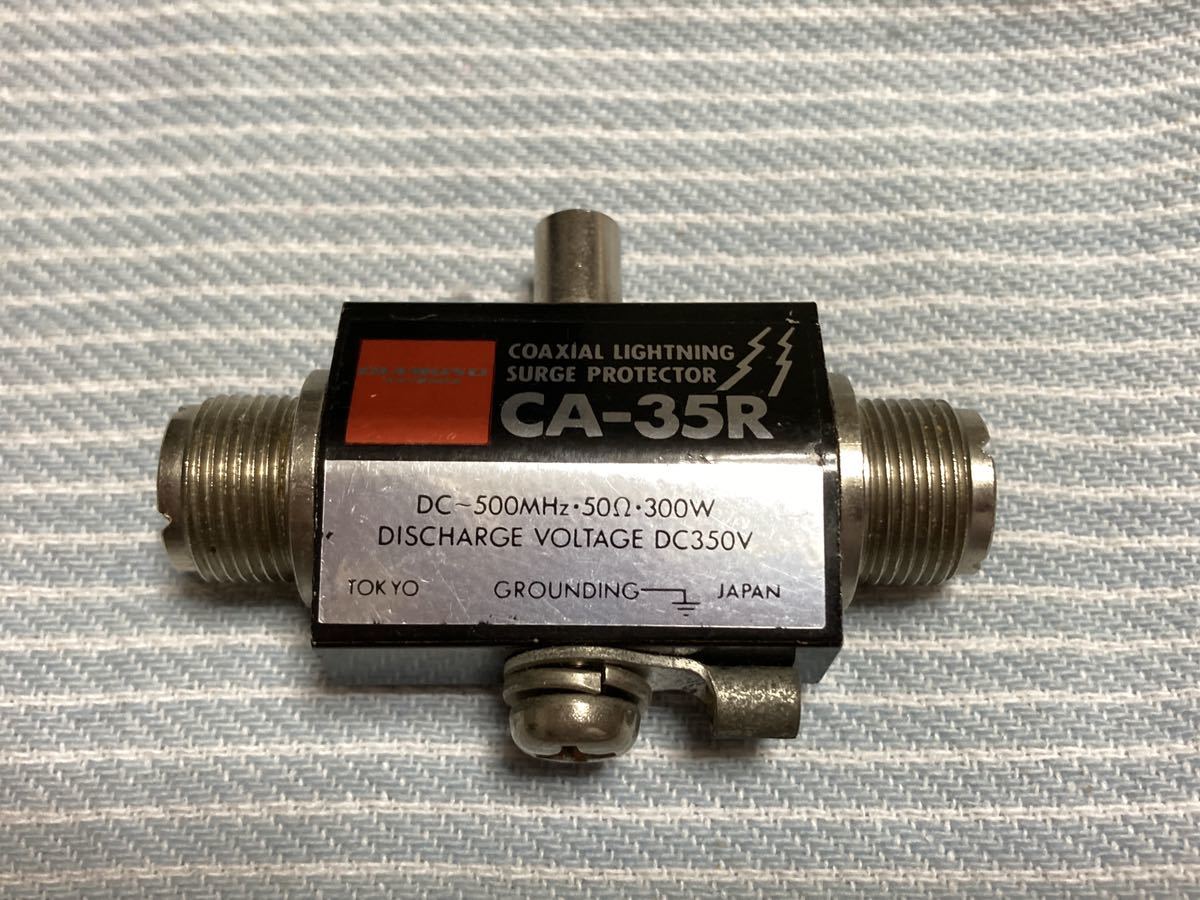 COAXIAL LIGHTNING
SURGE PROTECTOR
CA-35R
DC~500MHz·50Ω·300W
DISCHARGE VOLTAGE DC350V
TOKYO GROUNDING JAPAN